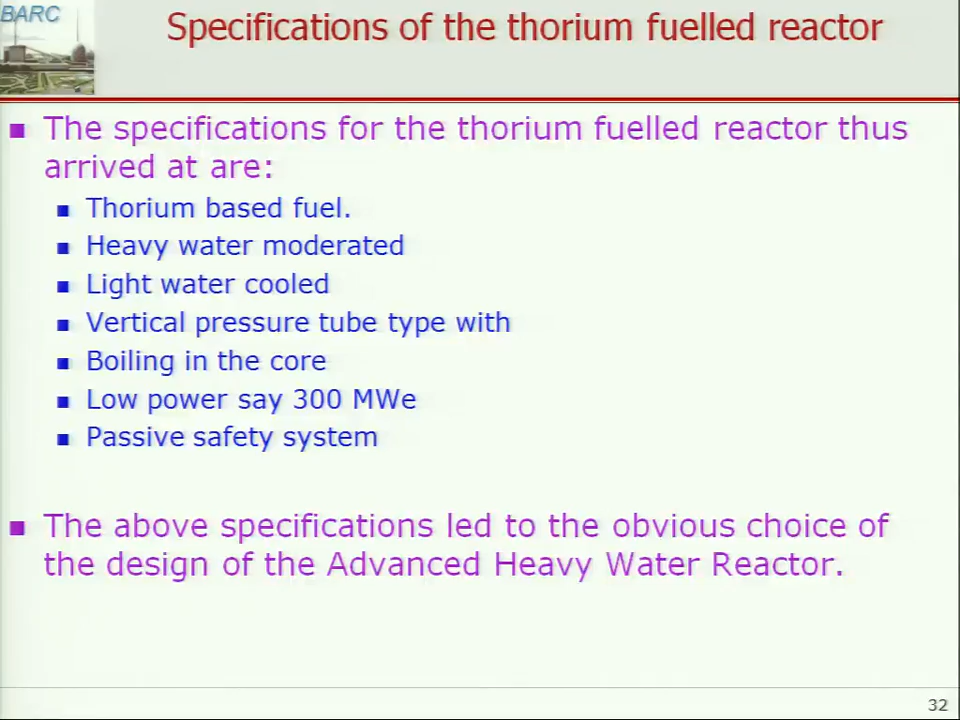 BARC
Specifications of the thorium fuelled reactor
The specifications for the thorium fuelled reactor thus
arrived at are:
Thorium based fuel.
Heavy water moderated
Light water cooled
Vertical pressure tube type with
Boiling in the core
Low power say 300 MWe
Passive safety system
The above specifications led to the obvious choice of
the design of the Advanced Heavy Water Reactor.
32